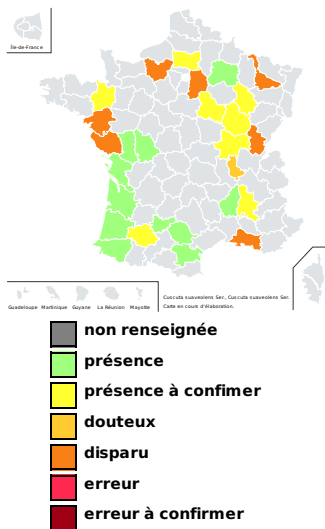 Île-de-France
Guadeloupe Martinique Guyane La Réunion Mayotte
Cuscuta suaveolens Ser., Cuscuta suaveolens Ser.
Carte en cours d'élaboration.
non renseignée
présence
présence à confimer
douteux
disparu
erreur
erreur à confirmer